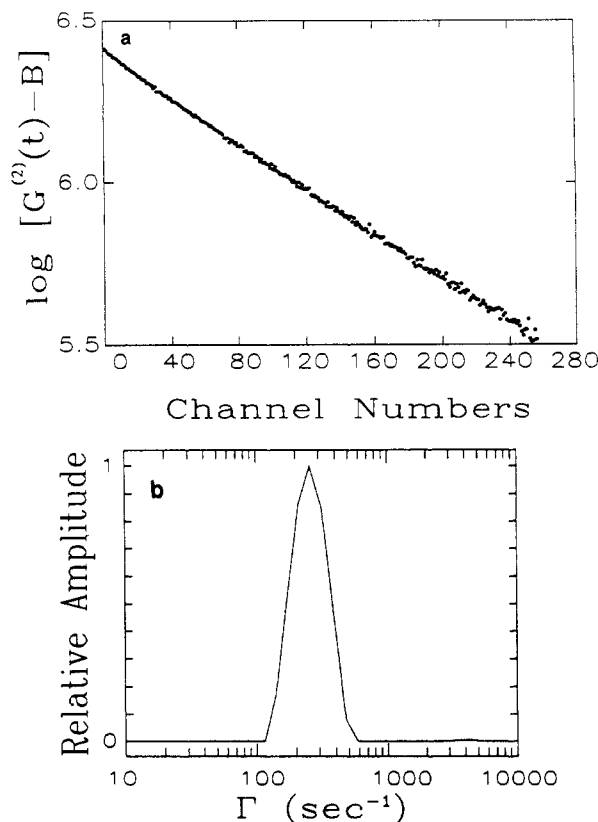 6.5
a
6.0
5.5
log [G(2)(t)−B]
0 40 80 120 160 200 240 280
Channel Numbers
1
b
0
Relative Amplitude
10 100 1000 10000
Γ (sec⁻¹)